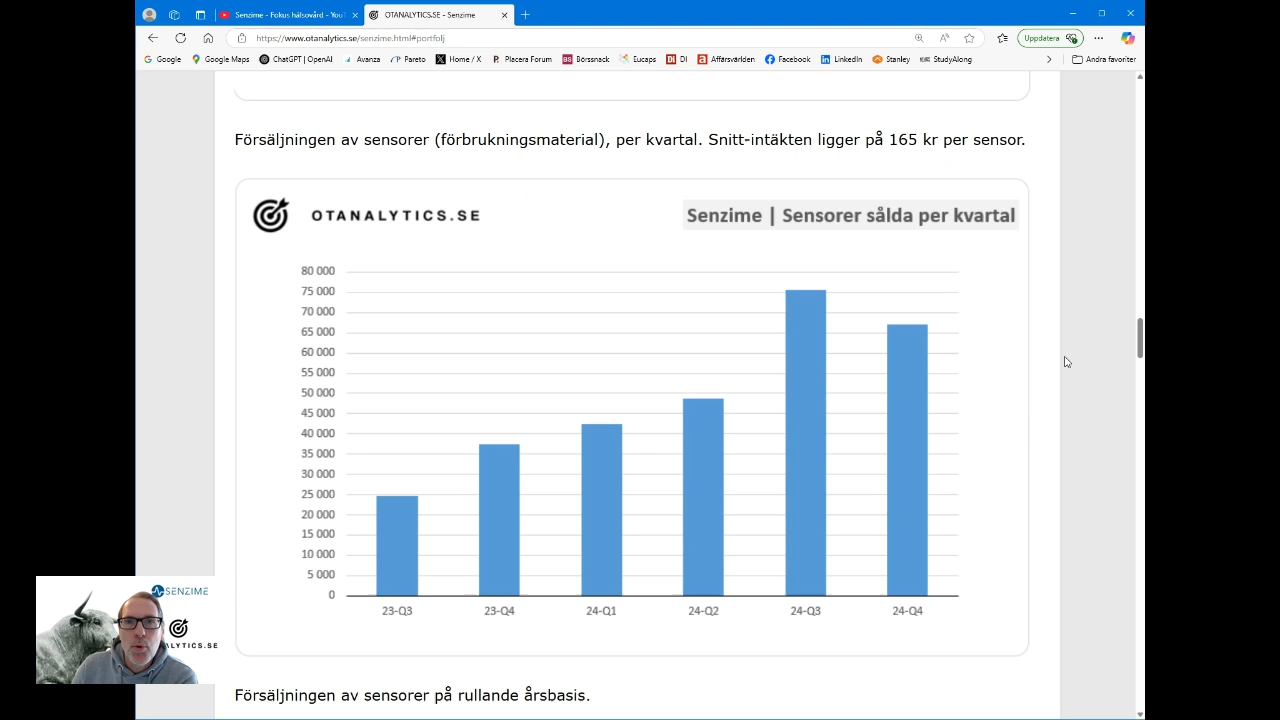 Senzime - Fokus hälsovård - YouT
OTANALYTICS.SE - Senzime
https://www.otanalytics.se/senzime.html#portfolj
Uppdatera
Google
Google Maps
ChatGPT | OpenAI
Avanza
Pareto
Home / X
Placera Forum
Börssnack
Eucaps
DI
Affärsvärlden
Facebook
LinkedIn
Stanley
StudyAlong
Andra favoriter
Försäljningen av sensorer (förbrukningsmaterial), per kvartal. Snitt-intäkten ligger på 165 kr per sensor.
OTANALYTICS.SE
Senzime | Sensorer sålda per kvartal
80 000
75 000
70 000
65 000
60 000
55 000
50 000
45 000
40 000
35 000
30 000
25 000
20 000
15 000
10 000
5 000
0
23-Q3 23-Q4 24-Q1 24-Q2 24-Q3 24-Q4
SENZIME
ALYTICS.SE
Försäljningen av sensorer på rullande årsbasis.